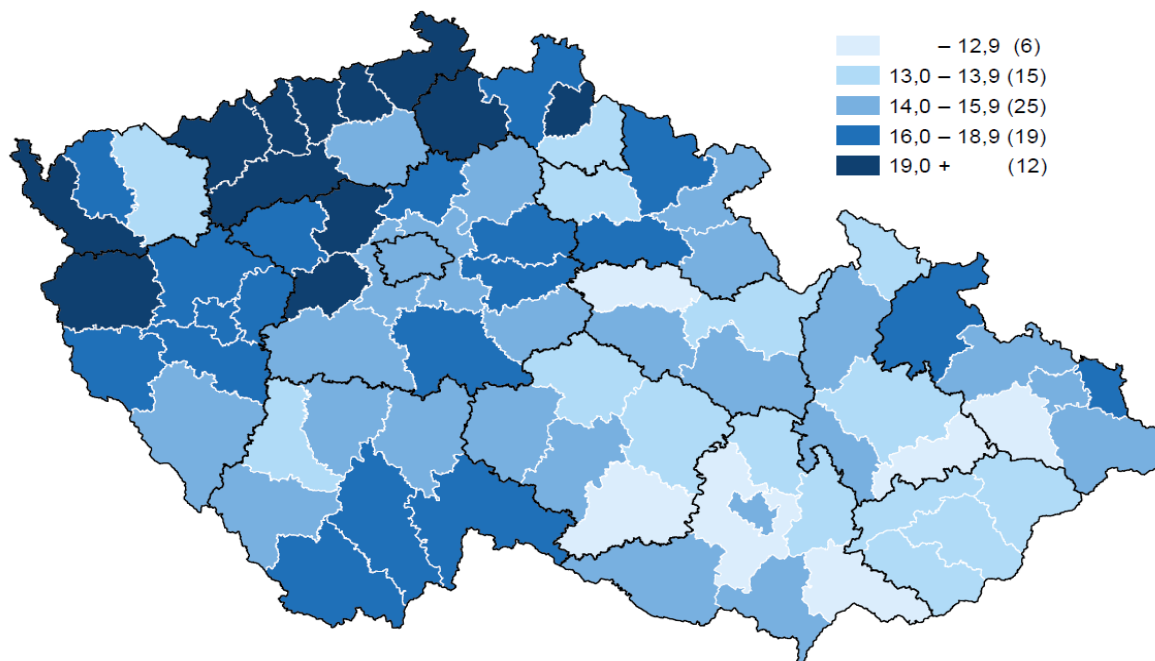 – 12,9 (6)
13,0 – 13,9 (15)
14,0 – 15,9 (25)
16,0 – 18,9 (19)
19,0 + (12)